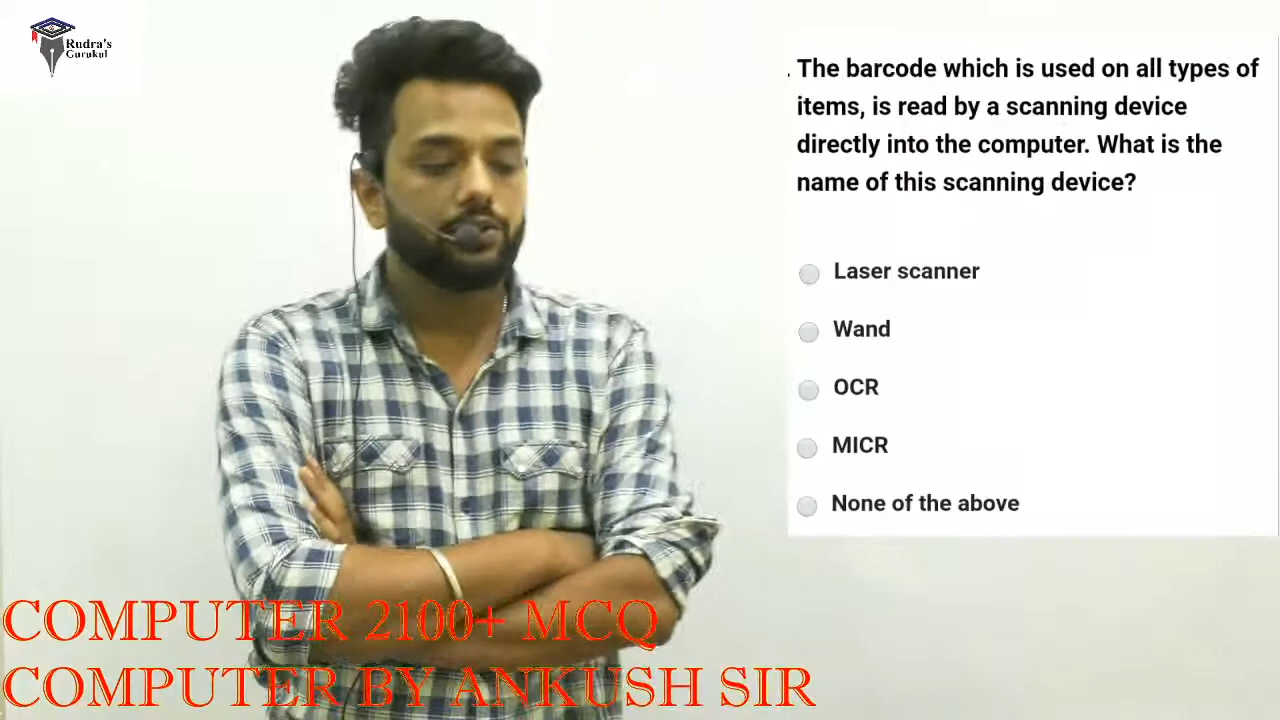 Rudra's
Gurukul
. The barcode which is used on all types of
items, is read by a scanning device
directly into the computer. What is the
name of this scanning device?
Laser scanner
Wand
OCR
MICR
None of the above
COMPUTER 2100+ MCQ
COMPUTER BY ANKUSH SIR